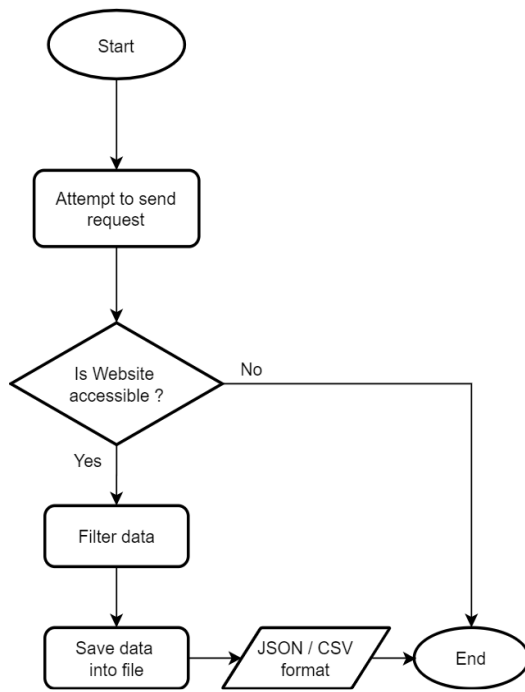 Start
Attempt to send
request
Is Website
accessible ?
No
Yes
Filter data
Save data
into file
JSON / CSV
format
End